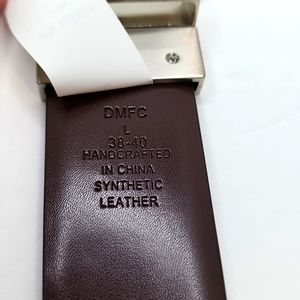 DMFC
L
38-40
HANDCRAFTED
IN CHINA
SYNTHETIC
LEATHER